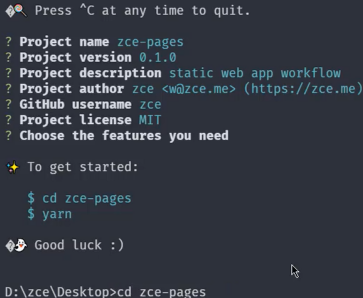 Press ^C at any time to quit.
? Project name zce-pages
? Project version 0.1.0
? Project description static web app workflow
? Project author zce <w@zce.me> (https://zce.me)
? GitHub username zce
? Project license MIT
? Choose the features you need
✨ To get started:
$ cd zce-pages
$ yarn
�👻 Good luck :)
D:\zce\Desktop>cd zce-pages